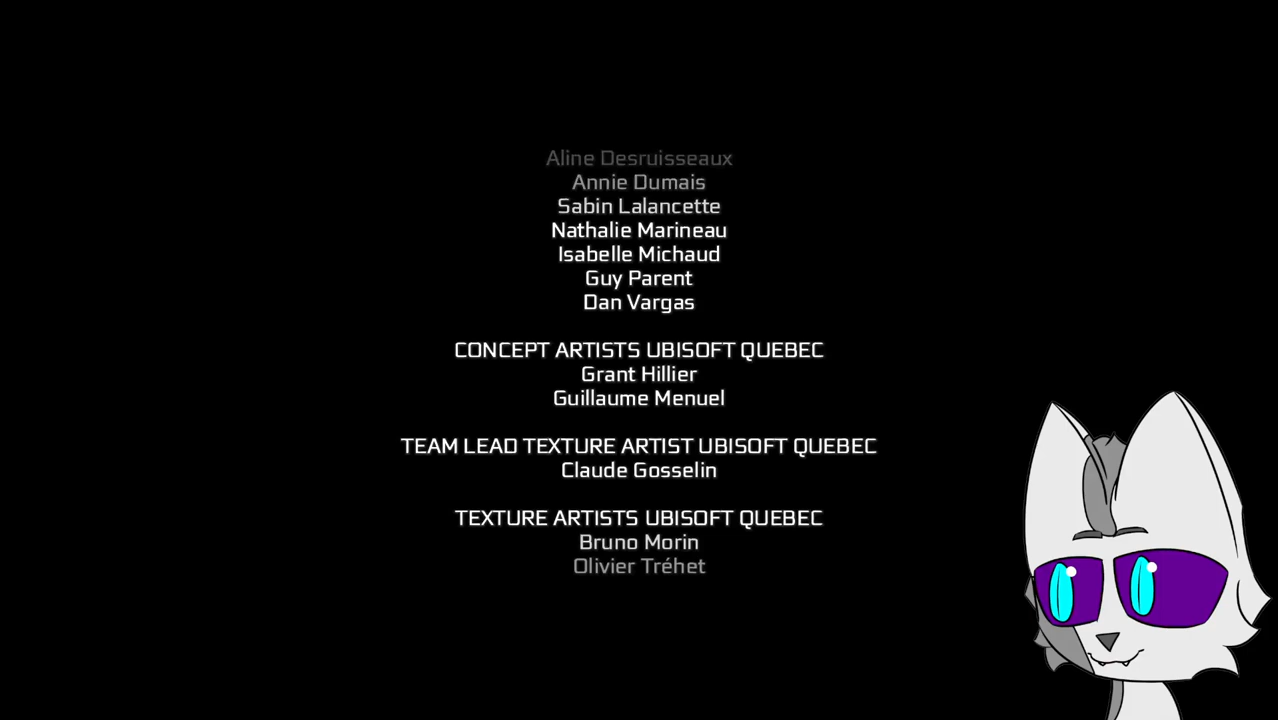 Aline Desruisseaux
Annie Dumais
Sabin Lalancette
Nathalie Marineau
Isabelle Michaud
Guy Parent
Dan Vargas
CONCEPT ARTISTS UBISOFT QUEBEC
Grant Hillier
Guillaume Menuel
TEAM LEAD TEXTURE ARTIST UBISOFT QUEBEC
Claude Gosselin
TEXTURE ARTISTS UBISOFT QUEBEC
Bruno Morin
Olivier Tréhet